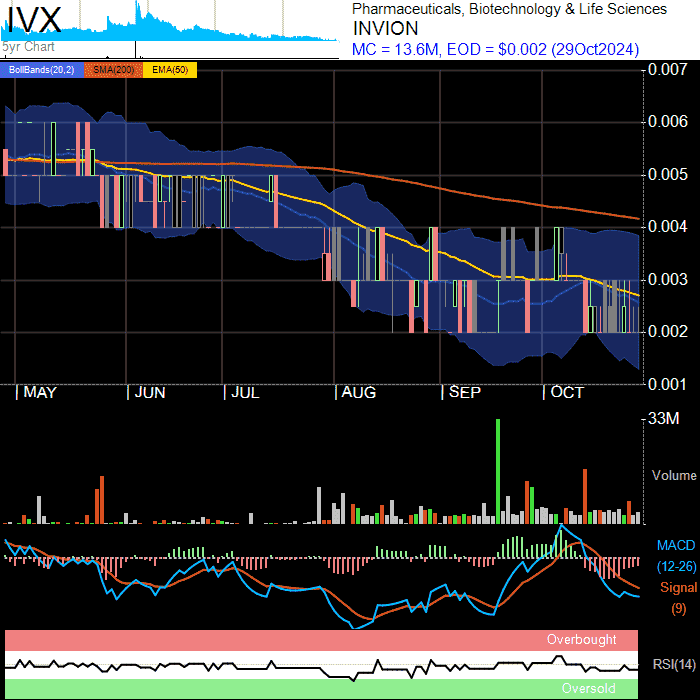 IVX
5yr Chart
Pharmaceuticals, Biotechnology & Life Sciences
INVION
MC = 13.6M, EOD = $0.002 (29Oct2024)
BollBands(20,2) SMA(200) EMA(50)
0.007
0.006
0.005
0.004
0.003
0.002
0.001
MAY JUN JUL AUG SEP OCT
33M
Volume
MACD
(12-26)
Signal
(9)
Overbought
RSI(14)
Oversold